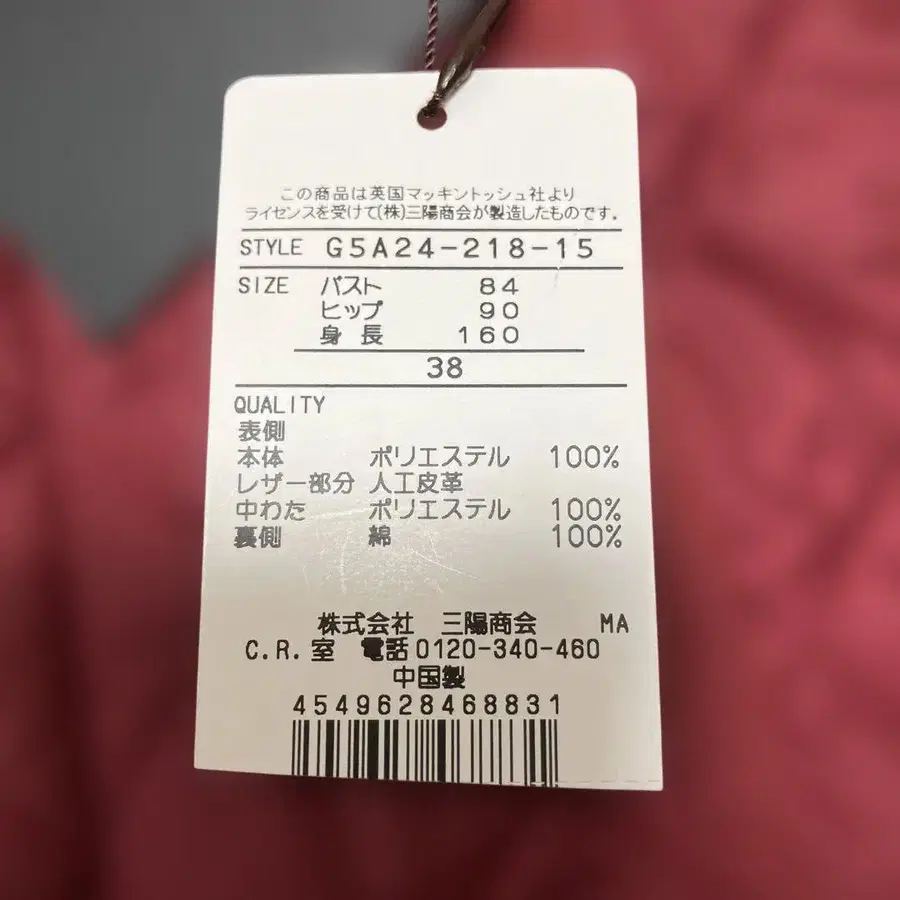 この商品は英国マッキントッシュ社より
ライセンスを受けて(株)三陽商会が製造したものです。
STYLE G5A24-218-15
SIZE バスト 84
ヒップ 90
身長 160
38
QUALITY
表側
本体 ポリエステル 100%
レザー部分 人工皮革
中わた ポリエステル 100%
裏側 綿 100%
株式会社 三陽商会 MA
C.R.室 電話0120-340-460
中国製
4549628468831